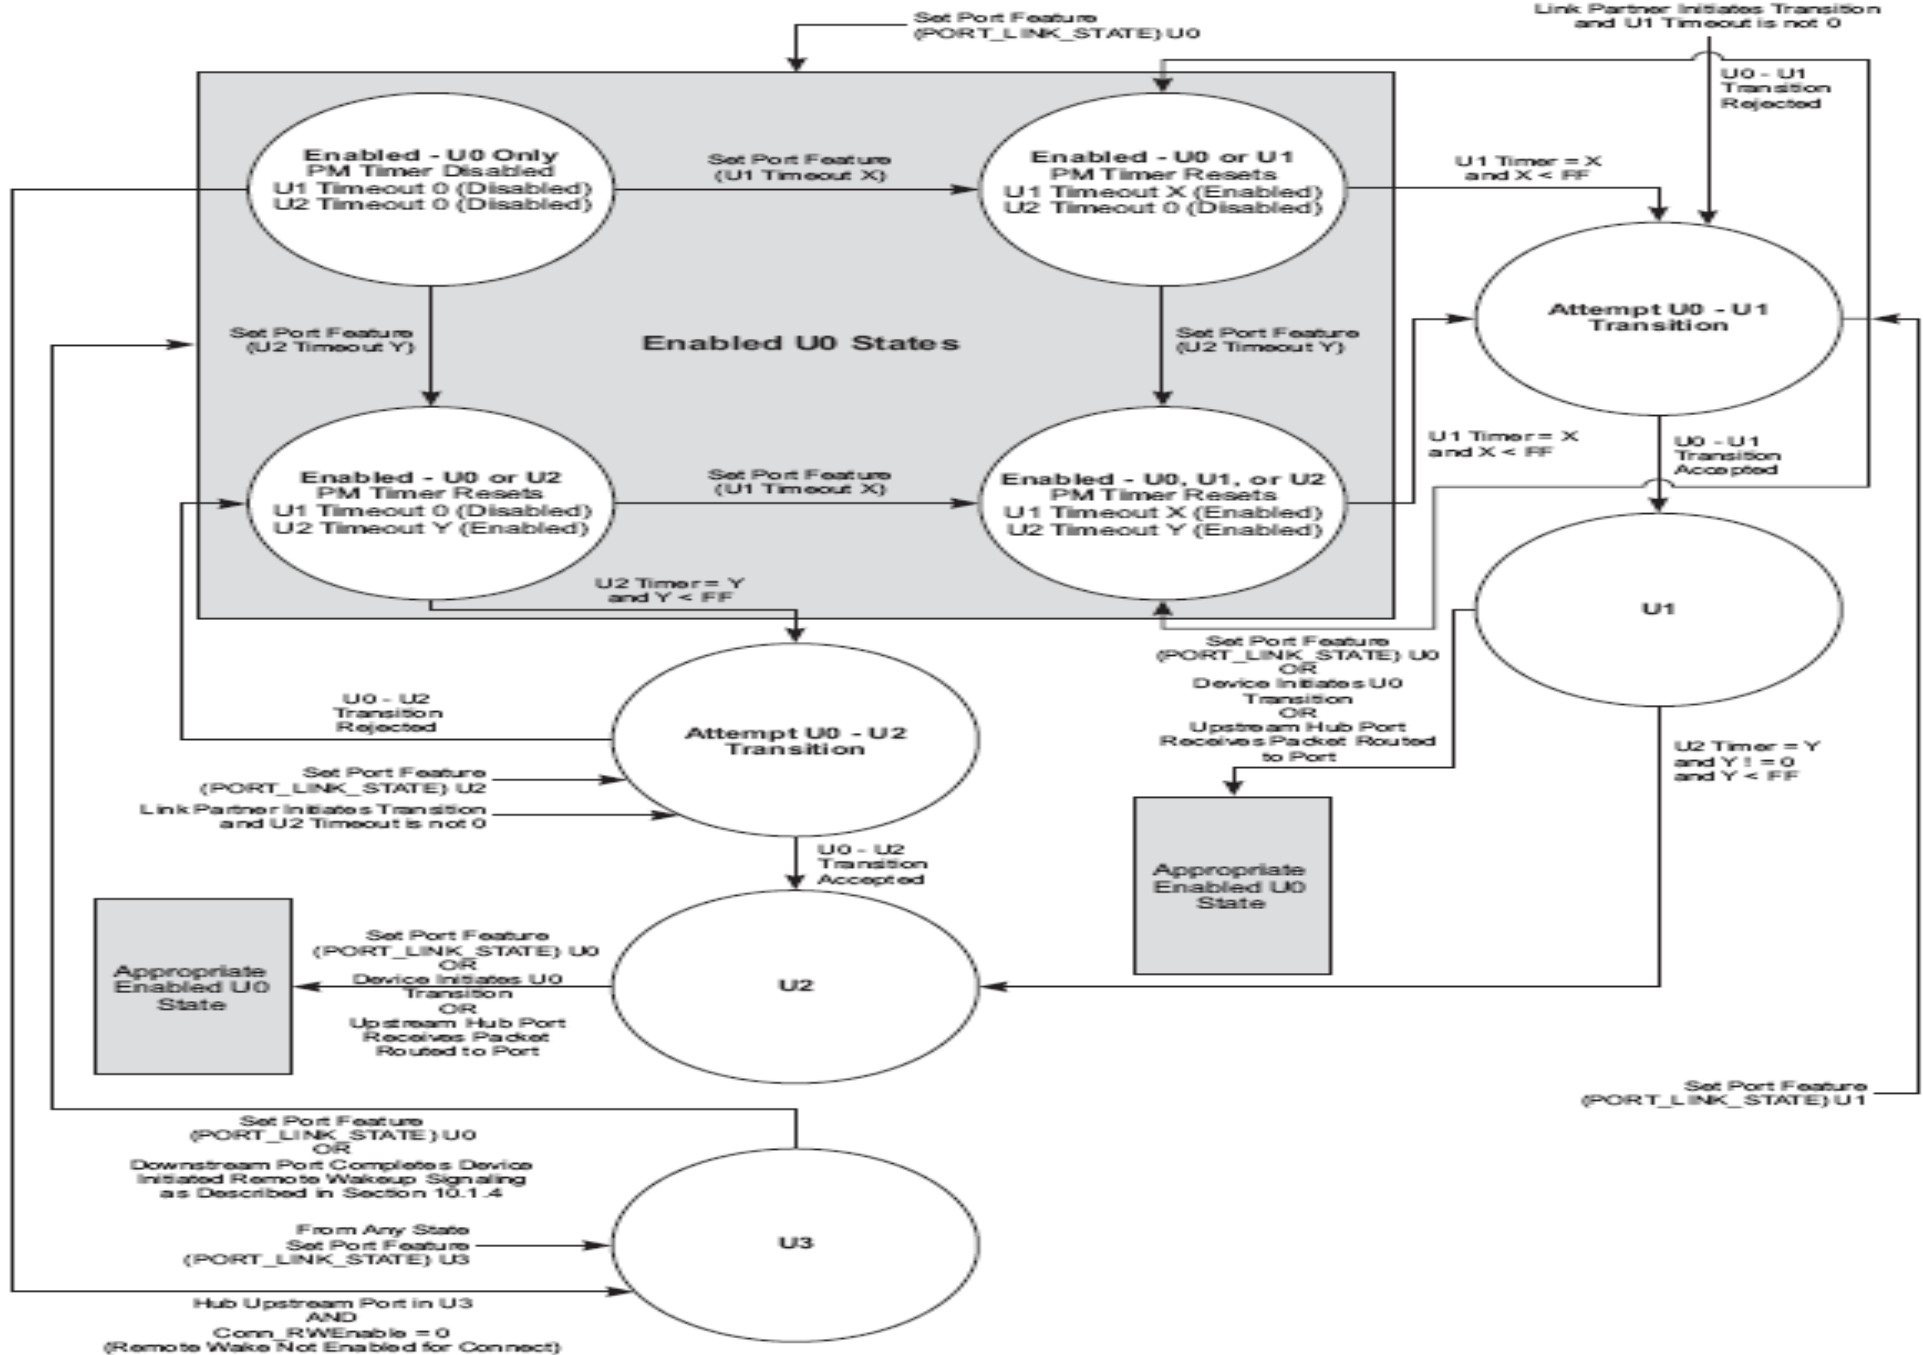 Set Port Feature
(PORT_LINK_STATE) U0
Link Partner Initiates Transition
and U1 Timeout is not 0
U0 - U1
Transition
Rejected
Enabled - U0 Only
PM Timer Disabled
U1 Timeout 0 (Disabled)
U2 Timeout 0 (Disabled)
Set Port Feature
(U1 Timeout X)
Enabled - U0 or U1
PM Timer Resets
U1 Timeout X (Enabled)
U2 Timeout 0 (Disabled)
U1 Timer = X
and X < FF
Set Port Feature
(U2 Timeout Y)
Enabled U0 States
Set Port Feature
(U2 Timeout Y)
Attempt U0 - U1
Transition
U1 Timer = X
and X < FF
U0 - U1
Transition
Accepted
Enabled - U0 or U2
PM Timer Resets
U1 Timeout 0 (Disabled)
U2 Timeout Y (Enabled)
Set Port Feature
(U1 Timeout X)
Enabled - U0, U1, or U2
PM Timer Resets
U1 Timeout X (Enabled)
U2 Timeout Y (Enabled)
U2 Timer = Y
and Y < FF
U1
Set Port Feature
(PORT_LINK_STATE) U0
OR
Device Initiates U0
Transition
OR
Upstream Hub Port
Receives Packet Routed
to Port
U0 - U2
Transition
Rejected
Attempt U0 - U2
Transition
U2 Timer = Y
and Y ! = 0
and Y < FF
Set Port Feature
(PORT_LINK_STATE) U2
Link Partner Initiates Transition
and U2 Timeout is not 0
U0 - U2
Transition
Accepted
Appropriate
Enabled U0
State
Appropriate
Enabled U0
State
Set Port Feature
(PORT_LINK_STATE) U0
OR
Device Initiates U0
Transition
OR
Upstream Hub Port
Receives Packet
Routed to Port
U2
Set Port Feature
(PORT_LINK_STATE) U1
Set Port Feature
(PORT_LINK_STATE) U0
OR
Downstream Port Completes Device
Initiated Remote Wakeup Signaling
as Described in Section 10.1.4
From Any State
Set Port Feature
(PORT_LINK_STATE) U3
U3
Hub Upstream Port in U3
AND
Conn_RWEnable = 0
(Remote Wake Not Enabled for Connect)